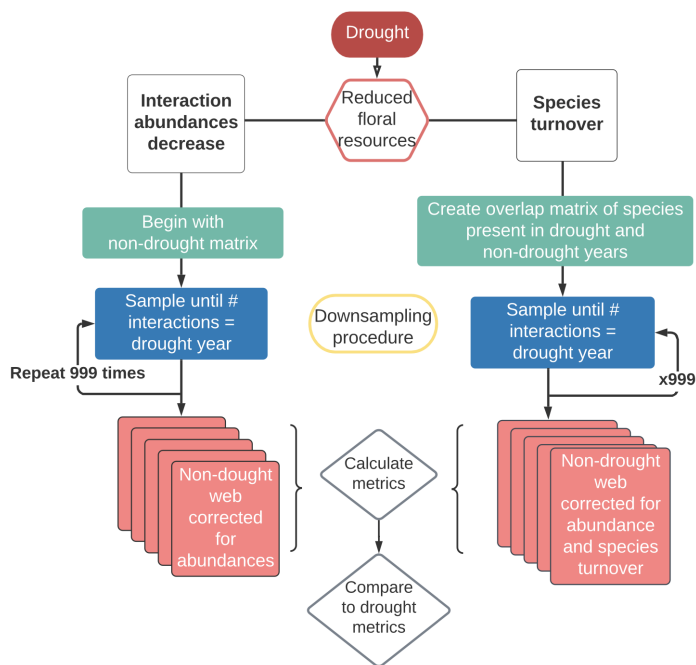 Drought
Reduced
floral
resources
Interaction
abundances
decrease
Species
turnover
Begin with
non-drought matrix
Create overlap matrix of species
present in drought and
non-drought years
Sample until #
interactions =
drought year
Downsampling
procedure
Sample until #
interactions =
drought year
Repeat 999 times
x999
Non-dought
web
corrected
for
abundances
Calculate
metrics
Non-drought
web
corrected for
abundance
and species
turnover
Compare
to drought
metrics